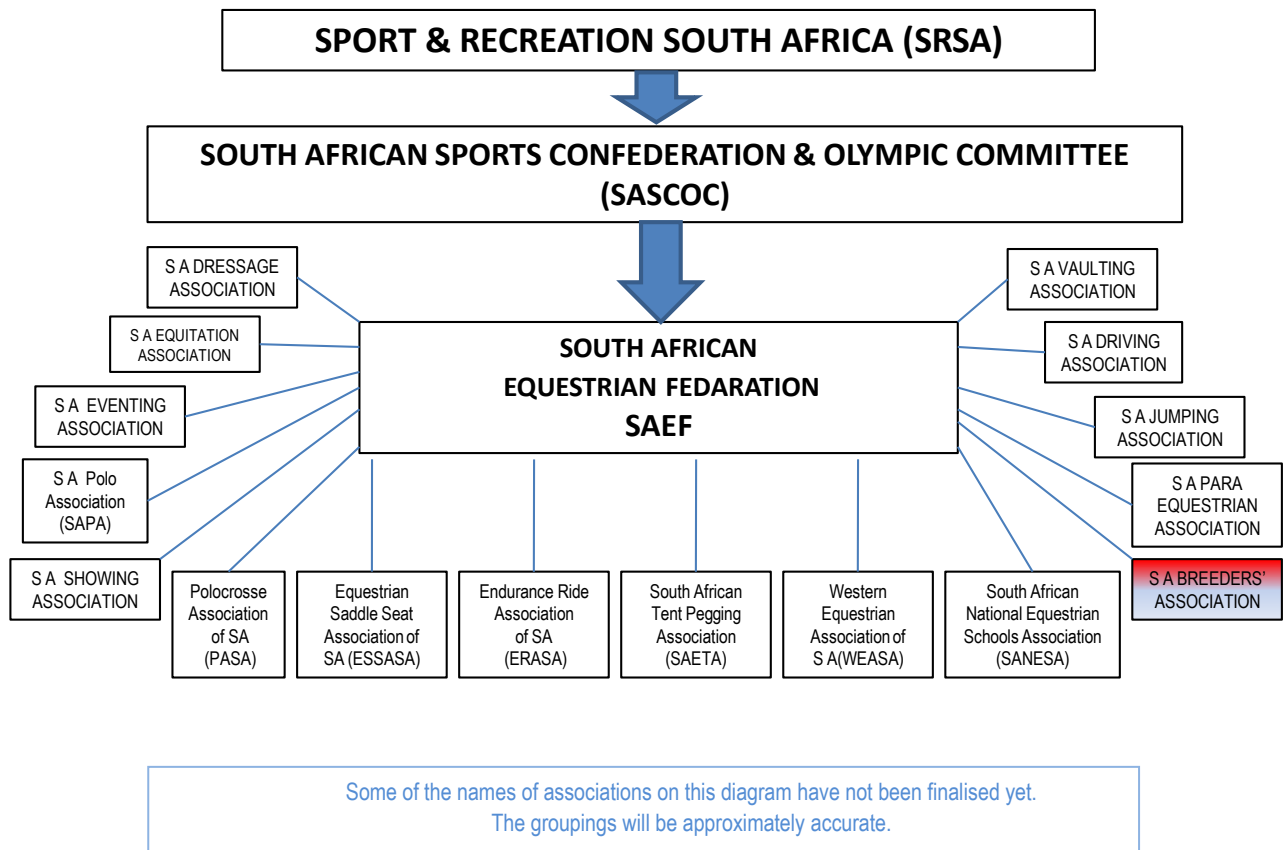 SPORT & RECREATION SOUTH AFRICA (SRSA)
SOUTH AFRICAN SPORTS CONFEDERATION & OLYMPIC COMMITTEE
(SASCOC)
S A DRESSAGE
ASSOCIATION
S A EQUITATION
ASSOCIATION
S A EVENTING
ASSOCIATION
S A Polo
Association
(SAPA)
S A SHOWING
ASSOCIATION
SOUTH AFRICAN
EQUESTRIAN FEDARATION
SAEF
S A VAULTING
ASSOCIATION
S A DRIVING
ASSOCIATION
S A JUMPING
ASSOCIATION
S A PARA
EQUESTRIAN
ASSOCIATION
S A BREEDERS’
ASSOCIATION
Polocrosse
Association
of SA
(PASA)
Equestrian
Saddle Seat
Association of
SA (ESSASA)
Endurance Ride
Association
of SA
(ERASA)
South African
Tent Pegging
Association
(SAETA)
Western
Equestrian
Association of
S A(WEASA)
South African
National Equestrian
Schools Association
(SANESA)
Some of the names of associations on this diagram have not been finalised yet.
The groupings will be approximately accurate.